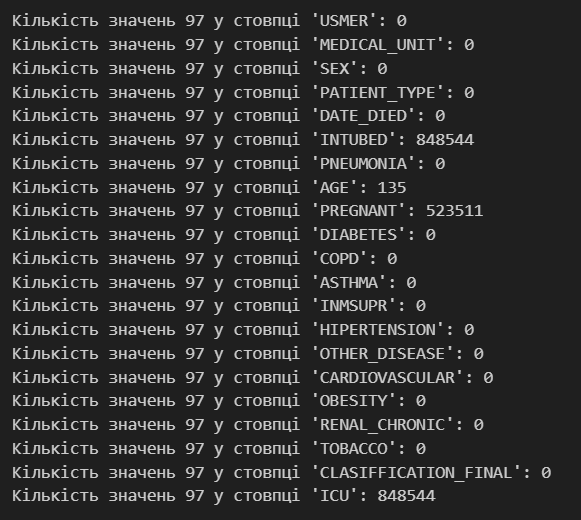 Кількість значень 97 у стовпці 'USMER': 0
Кількість значень 97 у стовпці 'MEDICAL_UNIT': 0
Кількість значень 97 у стовпці 'SEX': 0
Кількість значень 97 у стовпці 'PATIENT_TYPE': 0
Кількість значень 97 у стовпці 'DATE_DIED': 0
Кількість значень 97 у стовпці 'INTUBED': 848544
Кількість значень 97 у стовпці 'PNEUMONIA': 0
Кількість значень 97 у стовпці 'AGE': 135
Кількість значень 97 у стовпці 'PREGNANT': 523511
Кількість значень 97 у стовпці 'DIABETES': 0
Кількість значень 97 у стовпці 'COPD': 0
Кількість значень 97 у стовпці 'ASTHMA': 0
Кількість значень 97 у стовпці 'INMSUPR': 0
Кількість значень 97 у стовпці 'HIPERTENSION': 0
Кількість значень 97 у стовпці 'OTHER_DISEASE': 0
Кількість значень 97 у стовпці 'CARDIOVASCULAR': 0
Кількість значень 97 у стовпці 'OBESITY': 0
Кількість значень 97 у стовпці 'RENAL_CHRONIC': 0
Кількість значень 97 у стовпці 'TOBACCO': 0
Кількість значень 97 у стовпці 'CLASIFFICATION_FINAL': 0
Кількість значень 97 у стовпці 'ICU': 848544